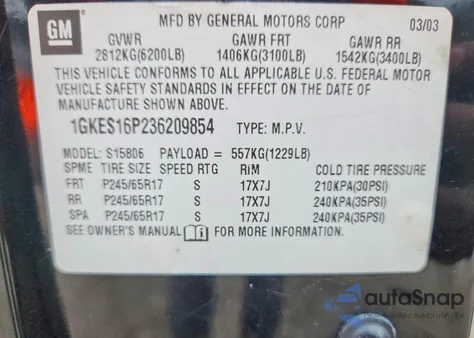 GM
MFD BY GENERAL MOTORS CORP 03/03
GVWR GAWR FRT GAWR RR
2812KG(6200LB) 1406KG(3100LB) 1542KG(3400LB)
THIS VEHICLE CONFORMS TO ALL APPLICABLE U.S. FEDERAL MOTOR
VEHICLE SAFETY STANDARDS IN EFFECT ON THE DATE OF
MANUFACTURE SHOWN ABOVE.
1GKES16P236209854 TYPE: M.P.V.
MODEL: S15806 PAYLOAD = 557KG(1229LB)
SPME TIRE SIZE SPEED RTG RiM COLD TIRE PRESSURE
FRT P245/65R17 S 17X7J 210KPA(30PSI)
RR P245/65R17 S 17X7J 240KPA(35PSI)
SPA P245/65R17 S 17X7J 240KPA(35PSI)
SEE OWNER'S MANUAL i FOR MORE INFORMATION.
autoSnap